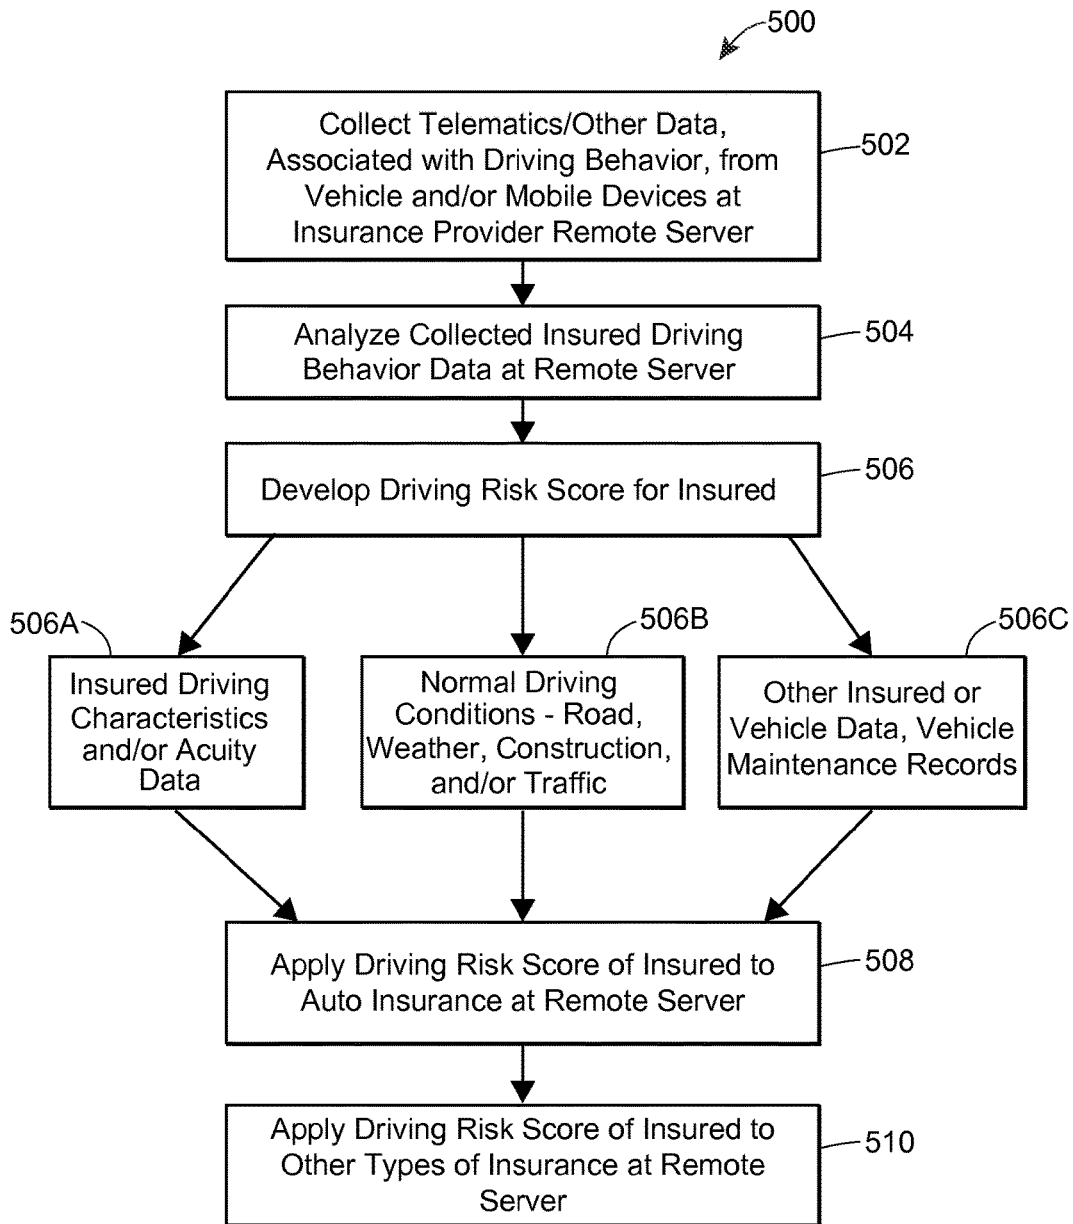 500
Collect Telematics/Other Data,
Associated with Driving Behavior, from
Vehicle and/or Mobile Devices at
Insurance Provider Remote Server
502
Analyze Collected Insured Driving
Behavior Data at Remote Server
504
Develop Driving Risk Score for Insured
506
506A
Insured Driving
Characteristics
and/or Acuity
Data
506B
Normal Driving
Conditions - Road,
Weather, Construction,
and/or Traffic
506C
Other Insured or
Vehicle Data, Vehicle
Maintenance Records
Apply Driving Risk Score of Insured to
Auto Insurance at Remote Server
508
Apply Driving Risk Score of Insured to
Other Types of Insurance at Remote
Server
510